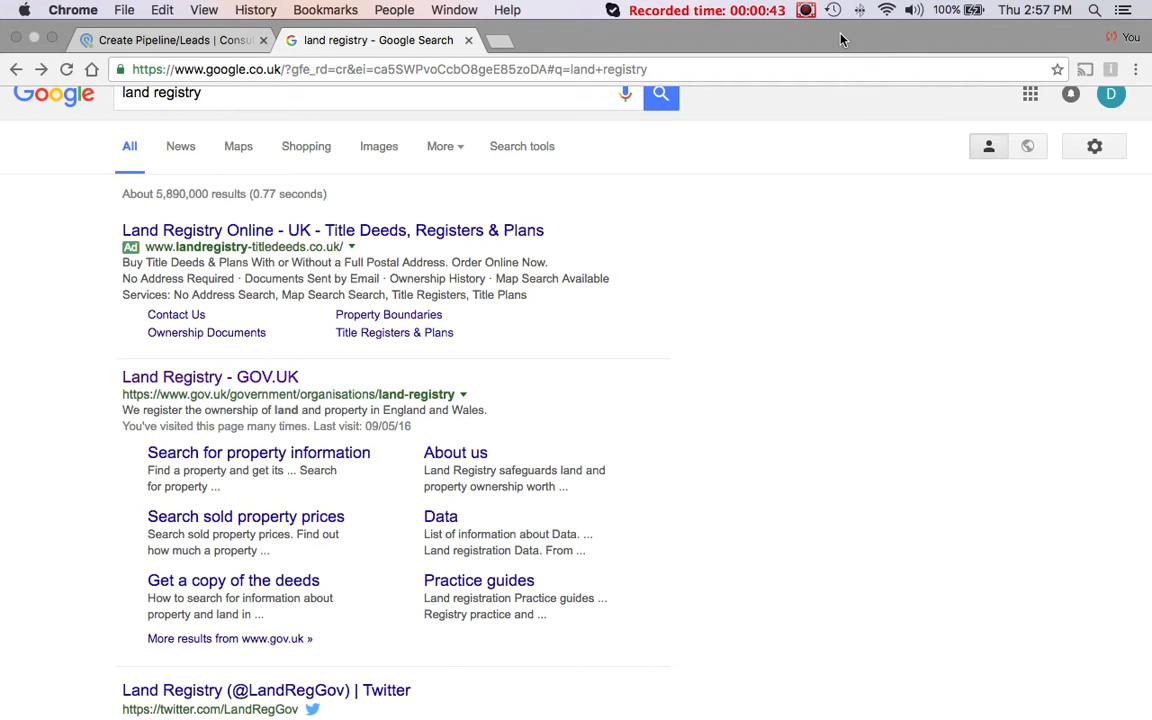 Chrome File Edit View History Bookmarks People Window Help Recorded time: 00:00:43 100% Thu 2:57 PM
Create Pipeline/Leads | Consul land registry - Google Search You
https://www.google.co.uk/?gfe_rd=cr&ei=ca5SWPvoCcbO8geE85zoDA#q=land+registry
Google land registry D
All News Maps Shopping Images More Search tools
About 5,890,000 results (0.77 seconds)
Land Registry Online - UK - Title Deeds, Registers & Plans
Ad www.landregistry-titledeeds.co.uk/
Buy Title Deeds & Plans With or Without a Full Postal Address. Order Online Now.
No Address Required · Documents Sent by Email · Ownership History · Map Search Available
Services: No Address Search, Map Search Search, Title Registers, Title Plans
Contact Us Property Boundaries
Ownership Documents Title Registers & Plans
Land Registry - GOV.UK
https://www.gov.uk/government/organisations/land-registry
We register the ownership of land and property in England and Wales.
You've visited this page many times. Last visit: 09/05/16
Search for property information About us
Find a property and get its ... Search Land Registry safeguards land and
for property ... property ownership worth ...
Search sold property prices Data
Search sold property prices. Find out List of information about Data. ...
how much a property ... Land registration Data. From ...
Get a copy of the deeds Practice guides
How to search for information about Land registration Practice guides ...
property and land in ... Registry practice and ...
More results from www.gov.uk »
Land Registry (@LandRegGov) | Twitter
https://twitter.com/LandRegGov